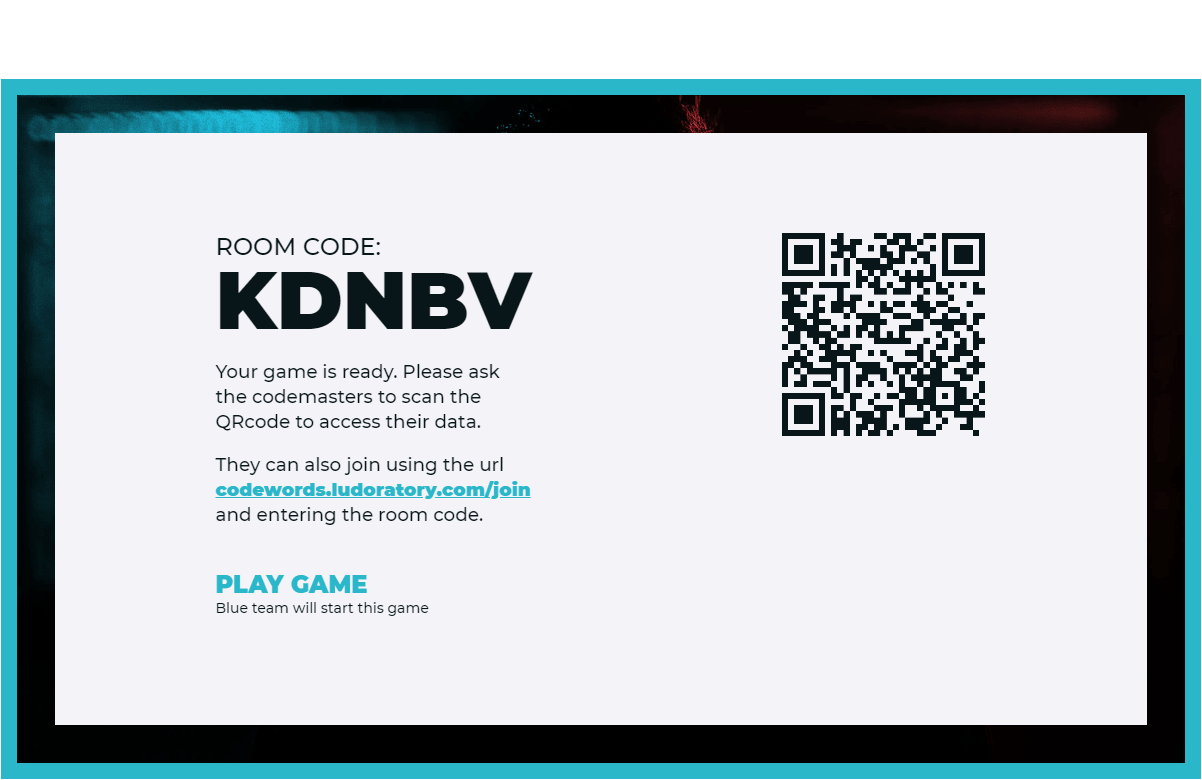 ROOM CODE:
KDNBV
Your game is ready. Please ask
the codemasters to scan the
QRcode to access their data.
They can also join using the url
codewords.ludoratory.com/join
and entering the room code.
PLAY GAME
Blue team will start this game